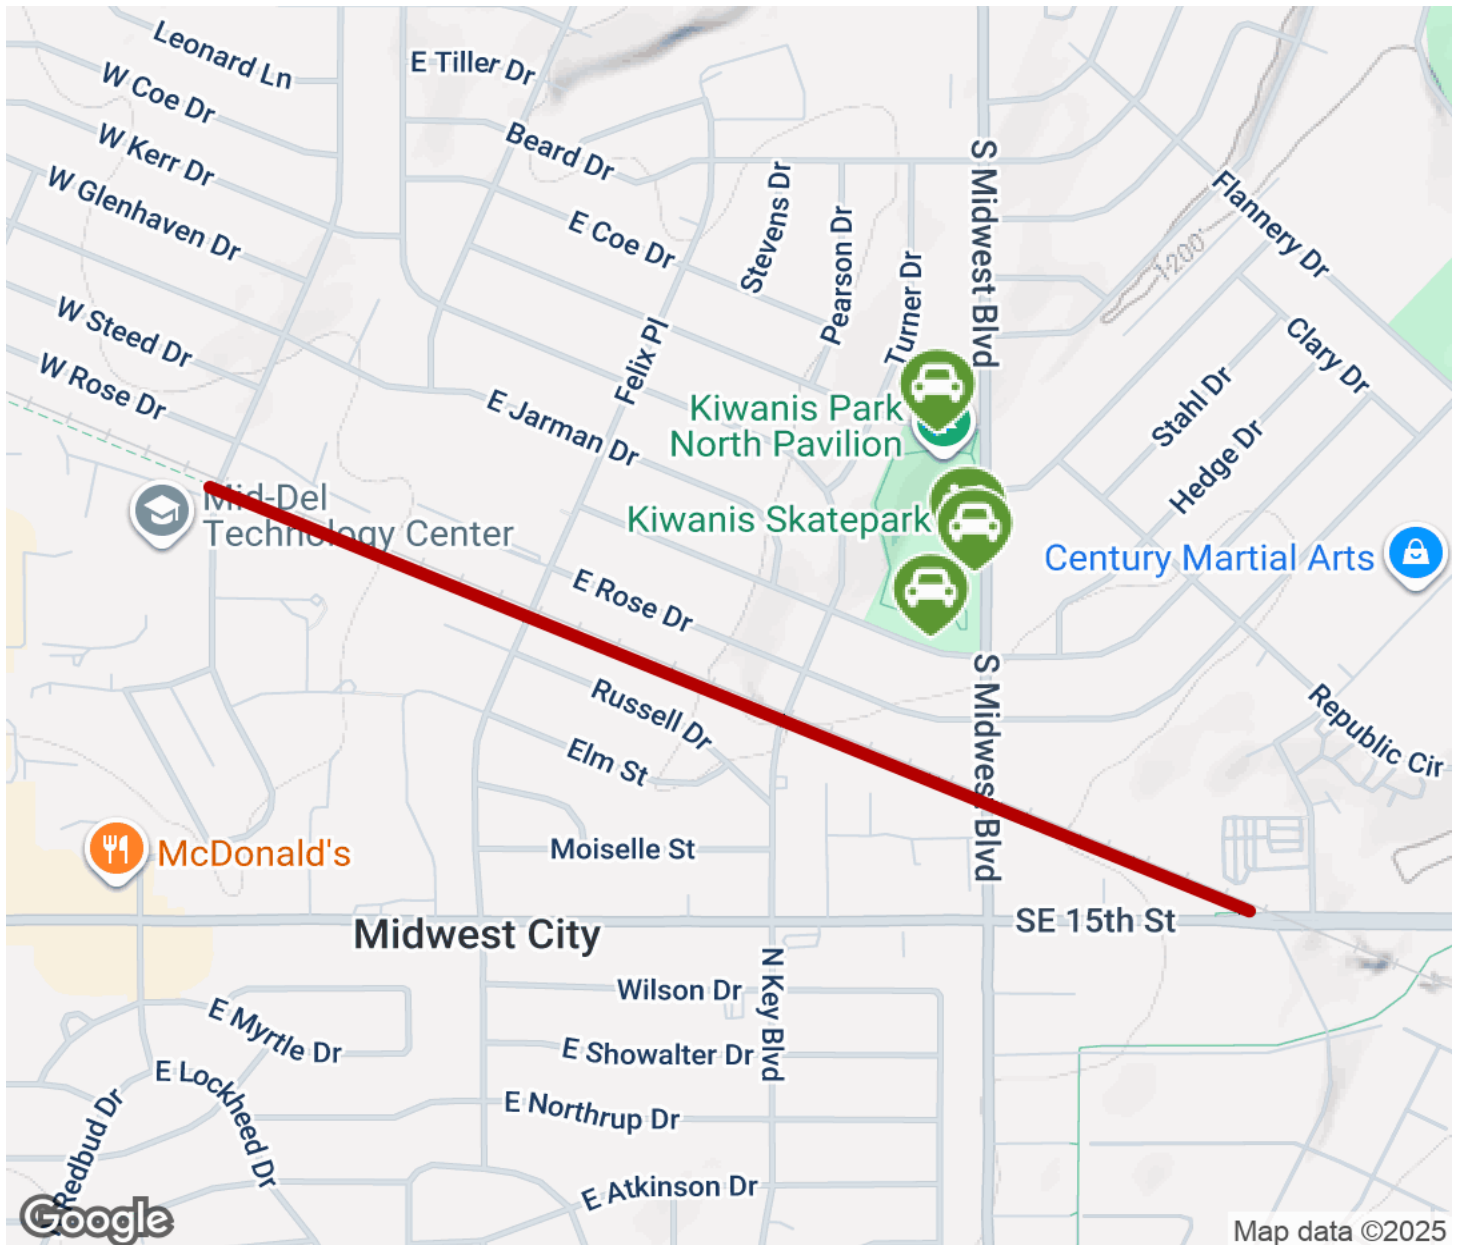 Leonard Ln
E Tiller Dr
W Coe Dr
Beard Dr
W Kerr Dr
S Midwest Blvd
W Glenhaven Dr
E Coe Dr
Stevens Dr
Pearson Dr
Turner Dr
Flannery Dr
1200'
W Steed Dr
Felix Pl
Clary Dr
W Rose Dr
E Jarman Dr
Kiwanis Park
North Pavilion
Stahl Dr
Hedge Dr
Mid-Del
Technology Center
Kiwanis Skatepark
Century Martial Arts
E Rose Dr
S Midwest Blvd
Russell Dr
Republic Cir
Elm St
McDonald's
Moiselle St
Midwest City
SE 15th St
N Key Blvd
Wilson Dr
E Myrtle Dr
E Showalter Dr
E Lockheed Dr
E Northrup Dr
Redbud Dr
E Atkinson Dr
Google
Map data ©2025